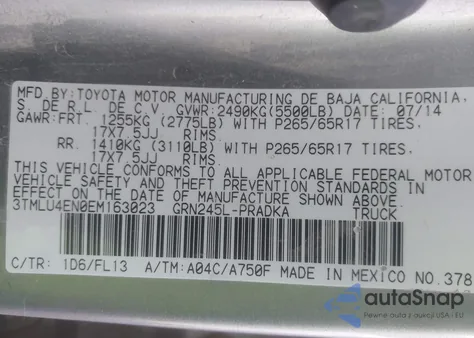 MFD.BY:TOYOTA MOTOR MANUFACTURING DE BAJA CALIFORNIA.
S. DE R.L. DE C.V. GVWR:2490KG(5500LB) DATE: 07/14
GAWR:FRT. 1255KG (2775LB) WITH P265/65R17 TIRES.
17X7.5JJ RIMS.
RR. 1410KG (3110LB) WITH P265/65R17 TIRES.
17X7.5JJ RIMS.
THIS VEHICLE CONFORMS TO ALL APPLICABLE FEDERAL MOTOR
VEHICLE SAFETY AND THEFT PREVENTION STANDARDS IN
EFFECT ON THE DATE OF MANUFACTURE SHOWN ABOVE.
3TMLU4EN0EM163023 GRN245L-PRADKA TRUCK
C/TR: 1D6/FL13 A/TM:A04C/A750F MADE IN MEXICO NO.378
autoSnap